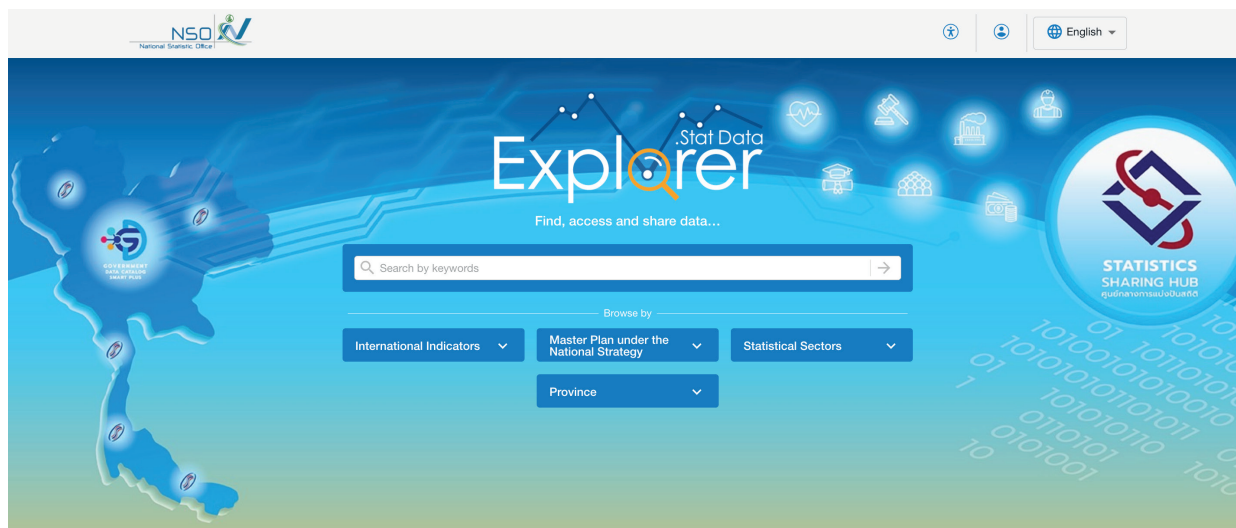 NSO
National Statistic Office
English
.Stat Data
Explorer
Find, access and share data...
GOVERNMENT
DATA CATALOG
SMART PLUS
Search by keywords
STATISTICS
SHARING HUB
ศูนย์กลางการแบ่งปันสถิติ
Browse by
International Indicators
Master Plan under the
National Strategy
Statistical Sectors
Province